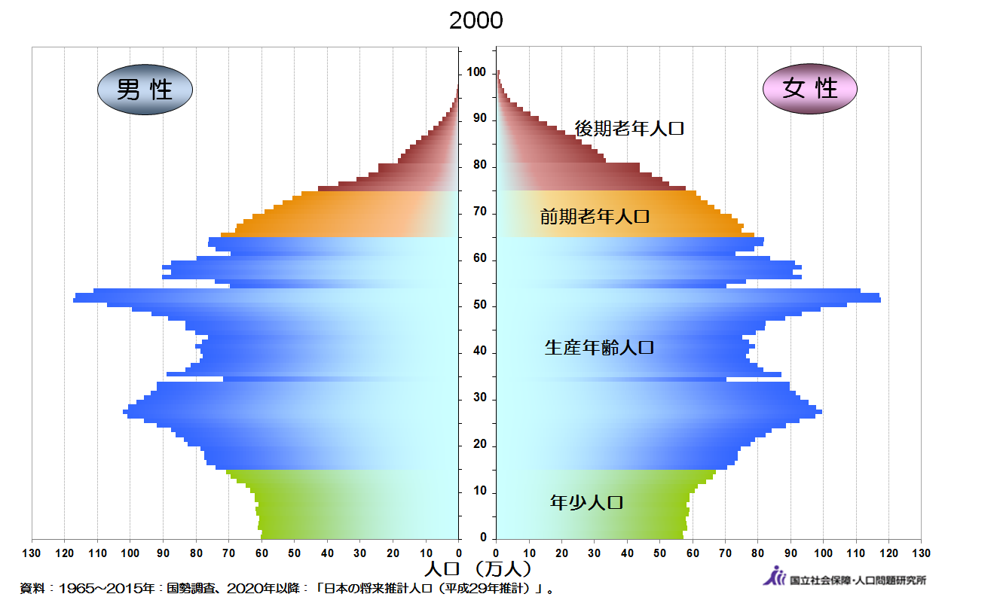 2000
男性
女性
100
90
80
70
60
50
40
30
20
10
0
後期老年人口
前期老年人口
生産年齢人口
年少人口
130 120 110 100 90 80 70 60 50 40 30 20 10 0
0 10 20 30 40 50 60 70 80 90 100 110 120 130
人口（万人）
資料：1965～2015年：国勢調査、2020年以降：「日本の将来推計人口（平成29年推計）」。
国立社会保障・人口問題研究所